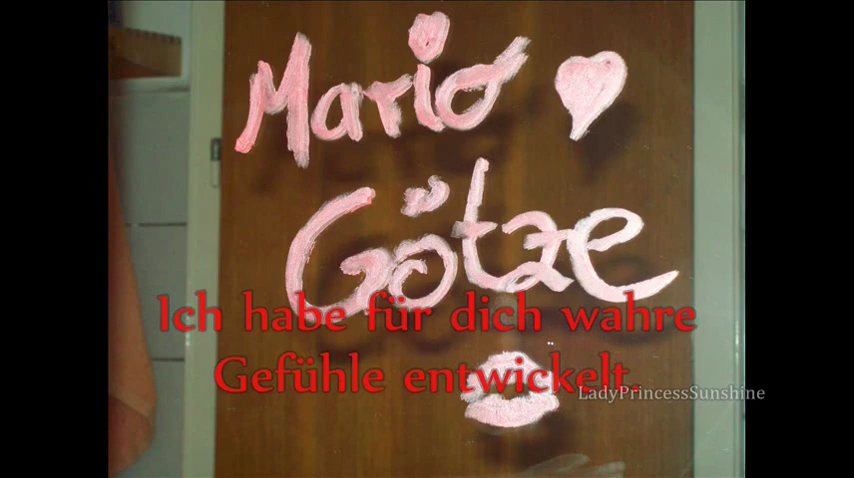 Mario
Götze
Ich habe für dich wahre
Gefühle entwickelt.
LadyPrincessSunshine